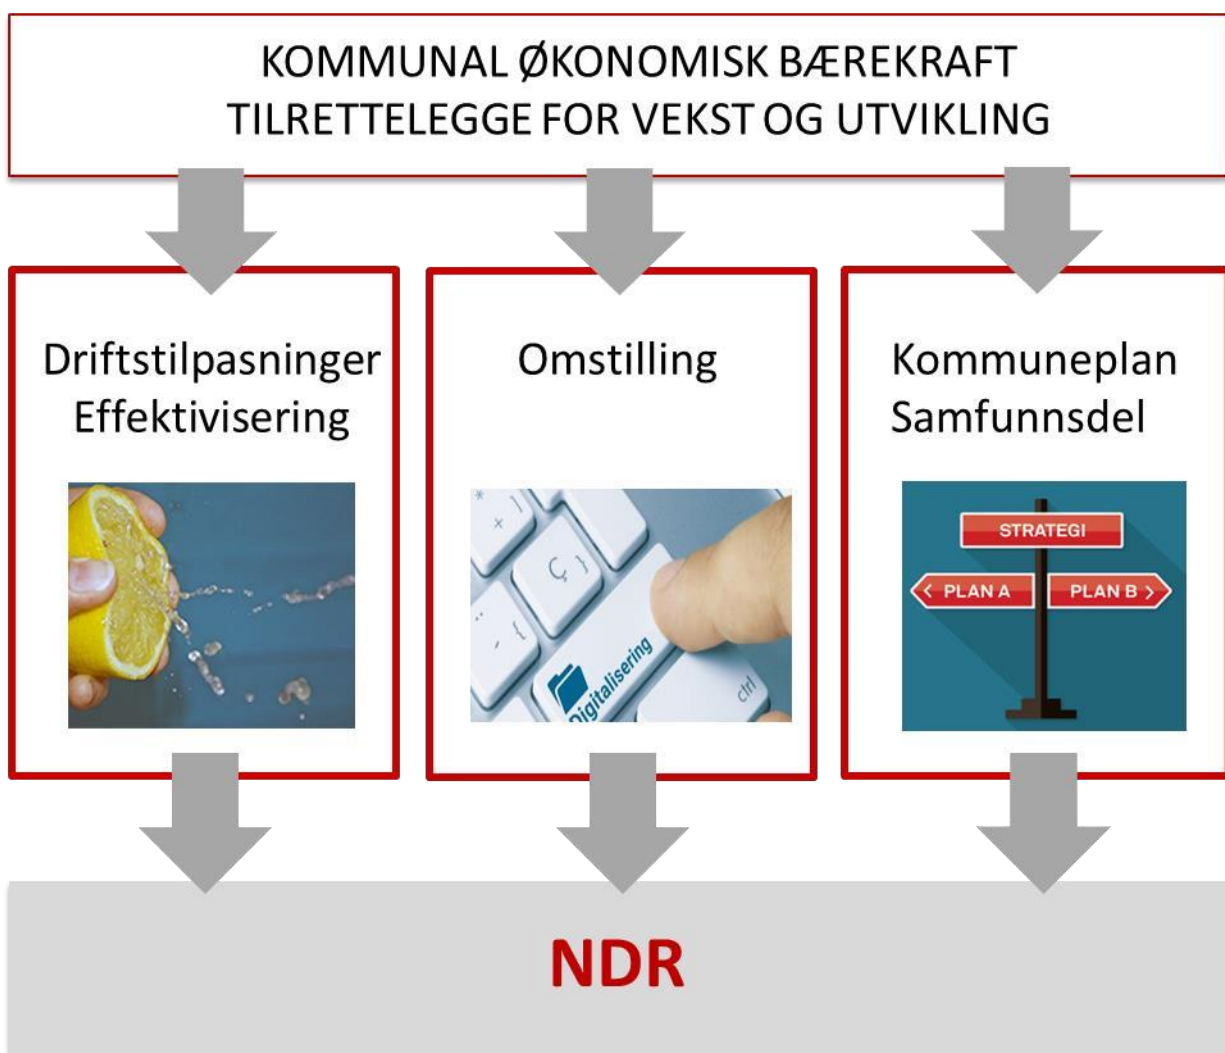 KOMMUNAL ØKONOMISK BÆREKRAFT
TILRETTELEGGE FOR VEKST OG UTVIKLING
Driftstilpasninger
Effektivisering
Omstilling
Kommuneplan
Samfunnsdel
* ]
+
Ç }
¨ {
-
Digitalisering
ctrl
STRATEGI
< PLAN A
PLAN B >
NDR